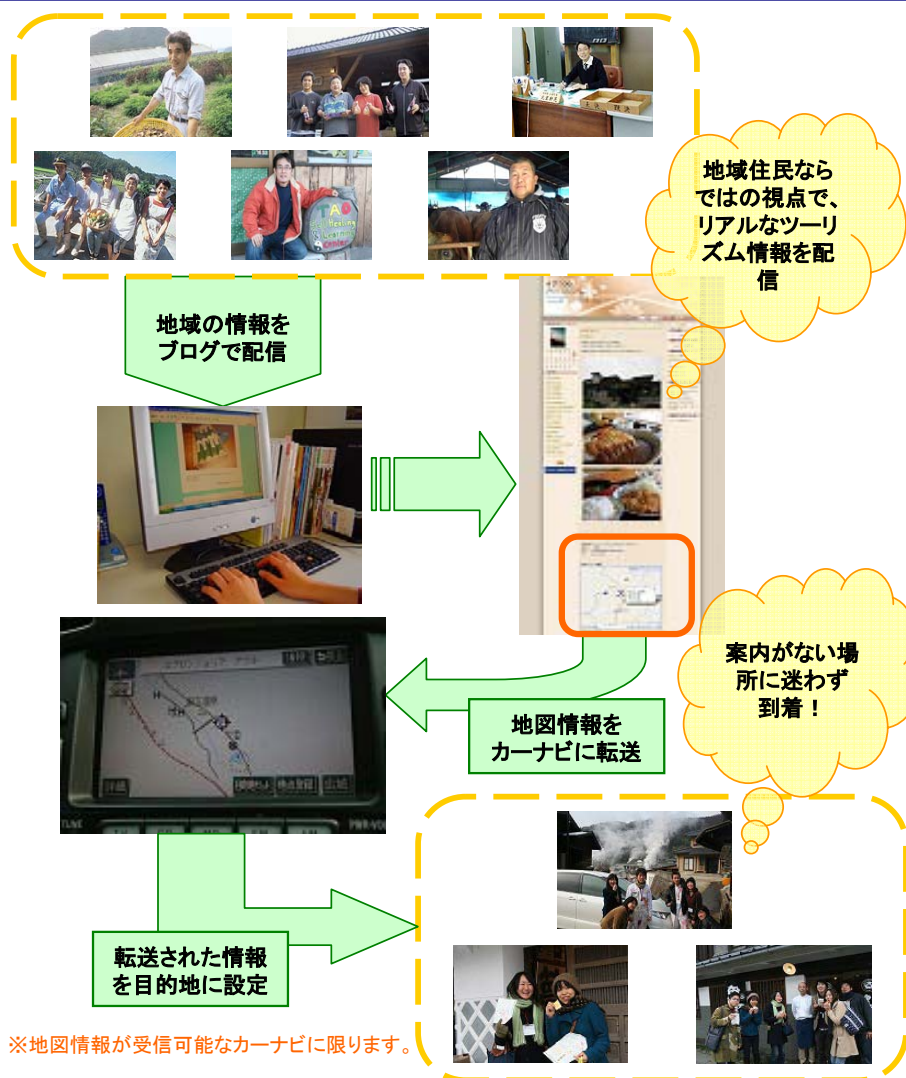 地域住民なら
ではの視点で、
リアルなツーリ
ズム情報を配
信
地域の情報を
ブログで配信
案内がない場
所に迷わず
到着！
地図情報を
カーナビに転送
転送された情報
を目的地に設定
※地図情報が受信可能なカーナビに限ります。